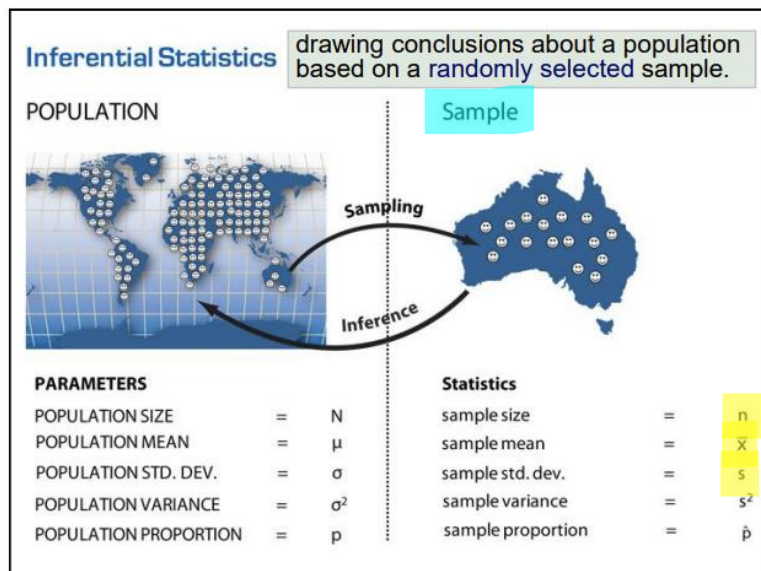 Inferential Statistics
drawing conclusions about a population
based on a randomly selected sample.
POPULATION
Sample
Sampling
Inference
PARAMETERS
POPULATION SIZE = N
POPULATION MEAN = μ
POPULATION STD. DEV. = σ
POPULATION VARIANCE = σ²
POPULATION PROPORTION = p
Statistics
sample size = n
sample mean = x̅
sample std. dev. = s
sample variance = s²
sample proportion = p̂